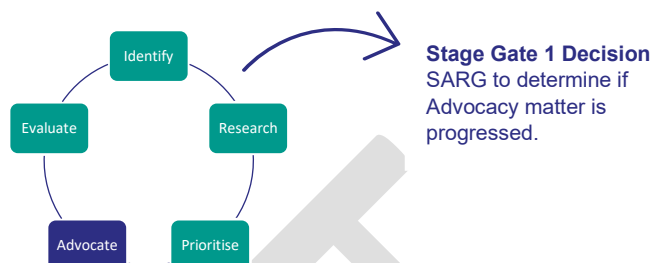 Identify
Stage Gate 1 Decision
SARG to determine if
Advocacy matter is
progressed.
Evaluate
Research
Advocate
Prioritise